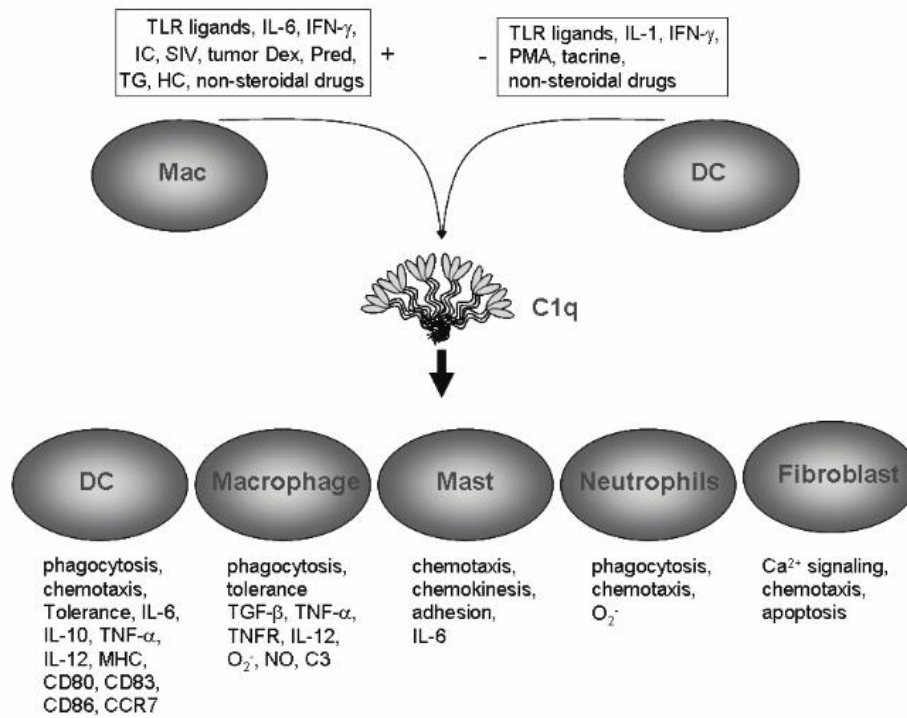 TLR ligands, IL-6, IFN-γ,
IC, SIV, tumor Dex, Pred,
TG, HC, non-steroidal drugs
+
-
TLR ligands, IL-1, IFN-γ,
PMA, tacrine,
non-steroidal drugs
Mac
DC
C1q
DC
Macrophage
Mast
Neutrophils
Fibroblast
phagocytosis,
chemotaxis,
Tolerance, IL-6,
IL-10, TNF-α,
IL-12, MHC,
CD80, CD83,
CD86, CCR7
phagocytosis,
tolerance
TGF-β, TNF-α,
TNFR, IL-12,
O₂⁻, NO, C3
chemotaxis,
chemokinesis,
adhesion,
IL-6
phagocytosis,
chemotaxis,
O₂⁻
Ca²⁺ signaling,
chemotaxis,
apoptosis